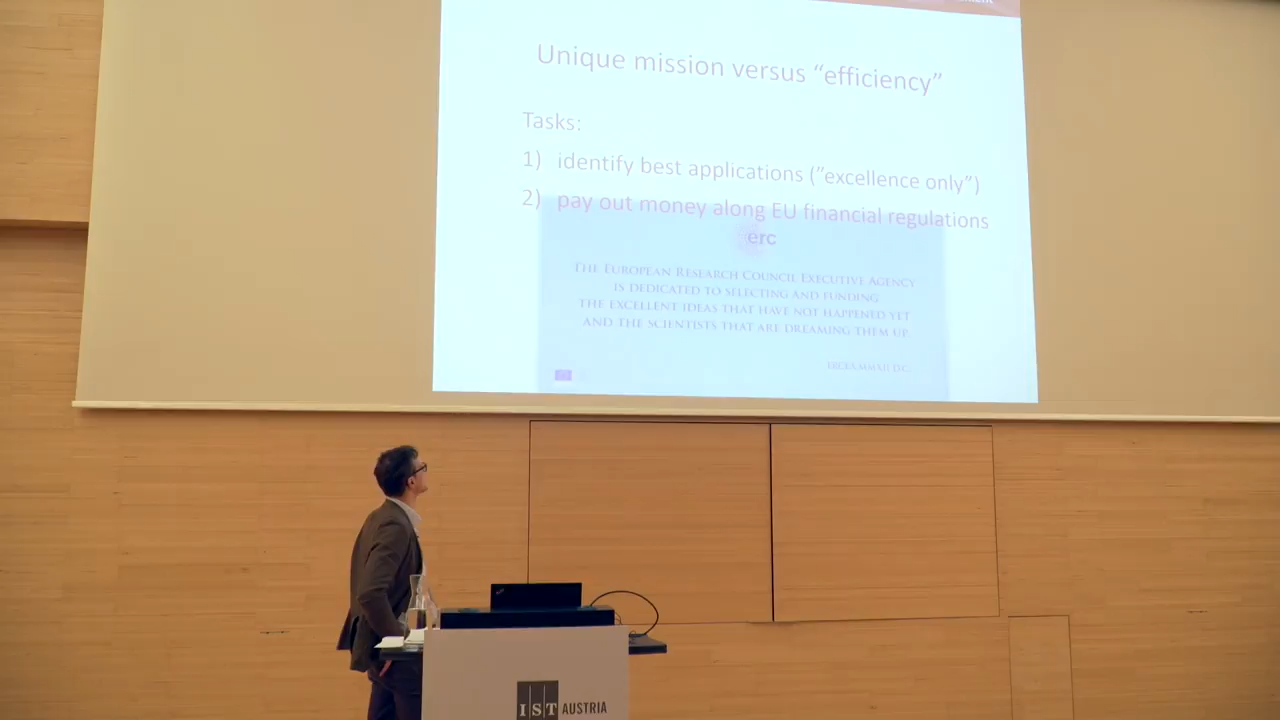 Unique mission versus “efficiency”
Tasks:
1) identify best applications (“excellence only”)
2) pay out money along EU financial regulations
erc
THE EUROPEAN RESEARCH COUNCIL EXECUTIVE AGENCY
IS DEDICATED TO SELECTING AND FUNDING
THE EXCELLENT IDEAS THAT HAVE NOT HAPPENED YET
AND THE SCIENTISTS THAT ARE DREAMING THEM UP.
IST AUSTRIA